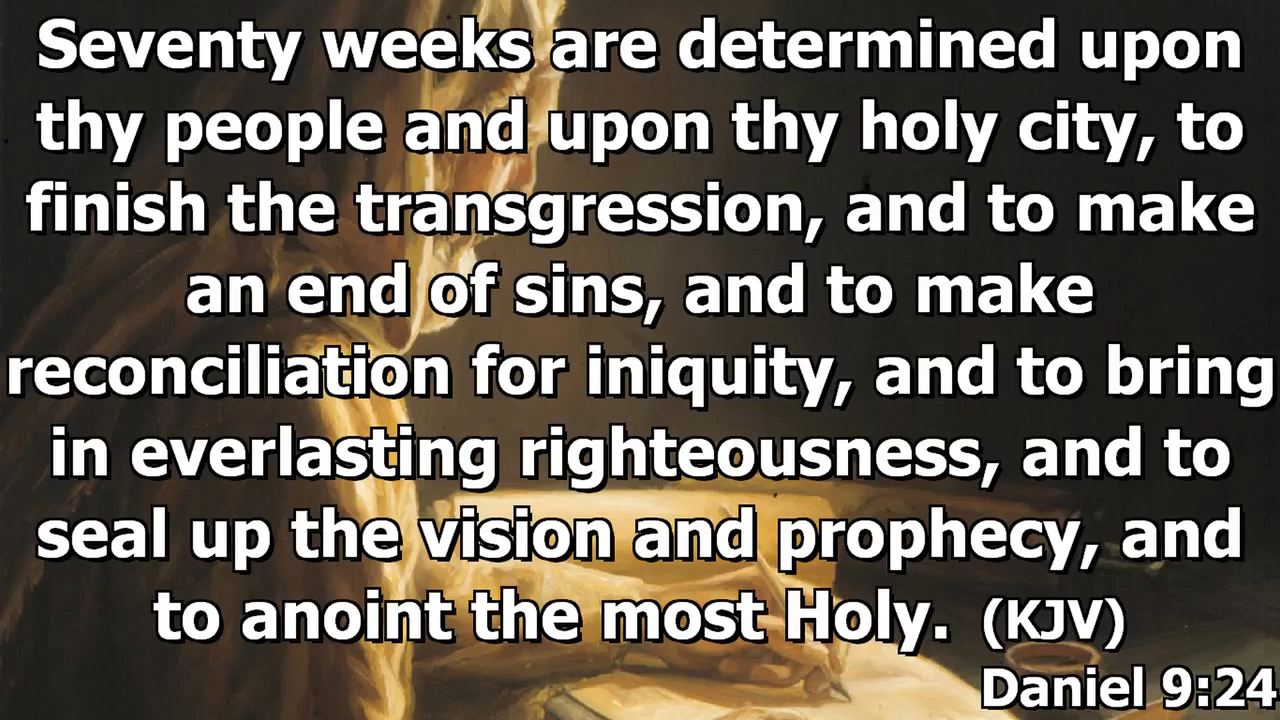 Seventy weeks are determined upon
thy people and upon thy holy city, to
finish the transgression, and to make
an end of sins, and to make
reconciliation for iniquity, and to bring
in everlasting righteousness, and to
seal up the vision and prophecy, and
to anoint the most Holy. (KJV)
Daniel 9:24